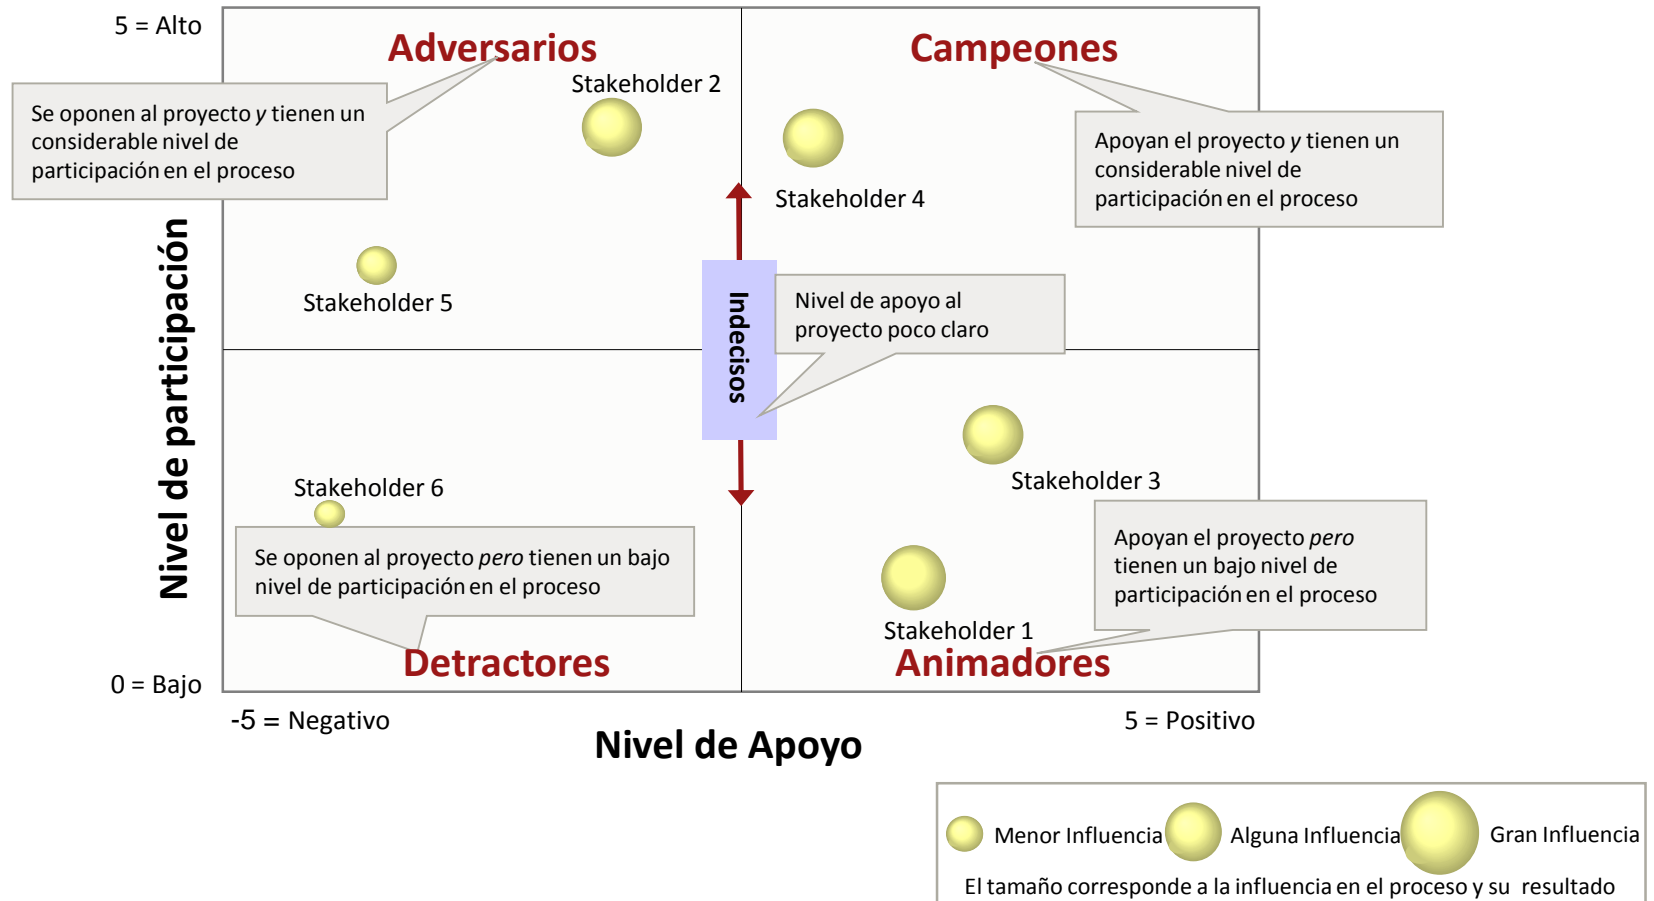 5 = Alto
Adversarios
Campeones
Stakeholder 2
Se oponen al proyecto y tienen un
considerable nivel de
participación en el proceso
Apoyan el proyecto y tienen un
considerable nivel de
participación en el proceso
Stakeholder 4
Nivel de participación
Stakeholder 5
Indecisos
Nivel de apoyo al
proyecto poco claro
Stakeholder 3
Stakeholder 6
Se oponen al proyecto pero tienen un bajo
nivel de participación en el proceso
Apoyan el proyecto pero
tienen un bajo nivel de
participación en el proceso
Stakeholder 1
Detractores
Animadores
0 = Bajo
-5 = Negativo
5 = Positivo
Nivel de Apoyo
Menor Influencia
Alguna Influencia
Gran Influencia
El tamaño corresponde a la influencia en el proceso y su resultado